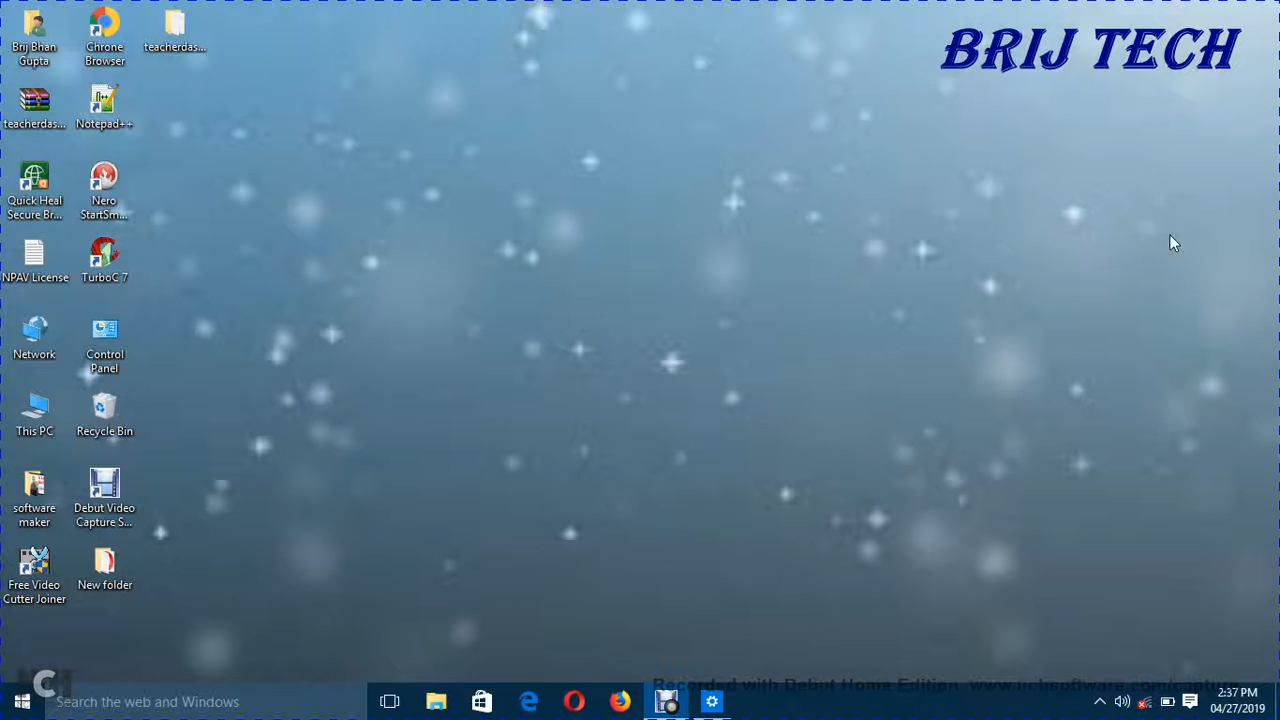 BRIJ TECH
Brij Bhan
Gupta
Chrone
Browser
teacherdas...
teacherdas...
Notepad++
Quick Heal
Secure Br...
Nero
StartSm...
NPAV License
TurboC 7
Network
Control
Panel
This PC
Recycle Bin
software
maker
Debut Video
Capture S...
Free Video
Cutter Joiner
New folder
Recorded with Debut Home Edition www.nchsoftware.com/capture
Search the web and Windows
2:37 PM
04/27/2019